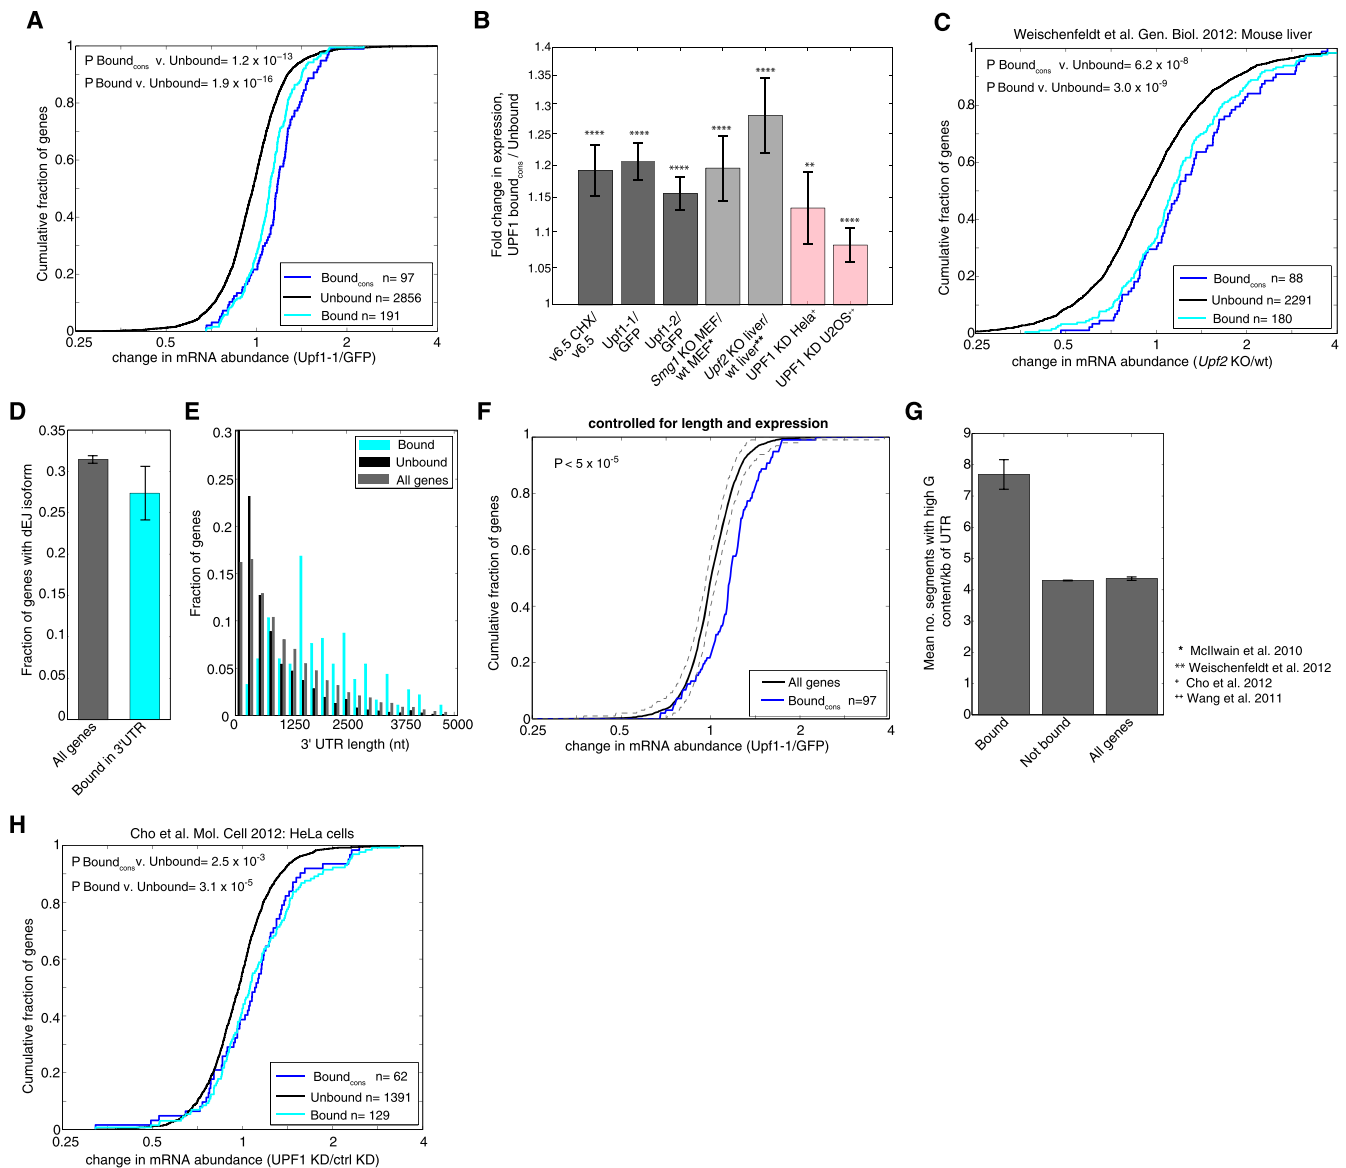 A
P Boundcons v. Unbound= 1.2 x 10−13
P Bound v. Unbound= 1.9 x 10−16
Cumulative fraction of genes
1
0.8
0.6
0.4
0.2
0
0.25
0.5
1
2
4
change in mRNA abundance (Upf1-1/GFP)
Boundcons n= 97
Unbound n= 2856
Bound n= 191
B
Fold change in expression,
UPF1 boundcons / Unbound
1.4
1.35
1.3
1.25
1.2
1.15
1.1
1.05
1
****
****
****
****
****
**
****
v6.5 CHX/
v6.5
Upf1-1/
GFP
Upf1-2/
GFP
Smg1 KO MEF/
wt MEF*
Upf2 KO liver/
wt liver**
UPF1 KD Hela+
UPF1 KD U2OS++
C
Weischenfeldt et al. Gen. Biol. 2012: Mouse liver
P Boundcons v. Unbound= 6.2 x 10-8
P Bound v. Unbound= 3.0 x 10-9
Cumulative fraction of genes
1
0.8
0.6
0.4
0.2
0
0.25
0.5
1
2
4
change in mRNA abundance (Upf2 KO/wt)
Boundcons n= 88
Unbound n= 2291
Bound n= 180
D
Fraction of genes with dEJ isoform
0.35
0.3
0.25
0.2
0.15
0.1
0.05
0
All genes
Bound in 3'UTR
E
Fraction of genes
0.3
0.25
0.2
0.15
0.1
0.05
0
0
1250
2500
3750
5000
3' UTR length (nt)
Bound
Unbound
All genes
F
controlled for length and expression
P < 5 x 10-5
Cumulative fraction of genes
1
0.8
0.6
0.4
0.2
0
0.25
0.5
1
2
4
change in mRNA abundance (Upf1-1/GFP)
All genes
Boundcons n=97
G
Mean no. segments with high G
content/kb of UTR
9
8
7
6
5
4
3
2
1
0
Bound
Not bound
All genes
* McIlwain et al. 2010
** Weischenfeldt et al. 2012
+ Cho et al. 2012
++ Wang et al. 2011
H
Cho et al. Mol. Cell 2012: HeLa cells
P Boundcons v. Unbound= 2.5 x 10-3
P Bound v. Unbound= 3.1 x 10-5
Cumulative fraction of genes
1
0.8
0.6
0.4
0.2
0
0.25
0.5
1
2
4
change in mRNA abundance (UPF1 KD/ctrl KD)
Boundcons n= 62
Unbound n= 1391
Bound n= 129